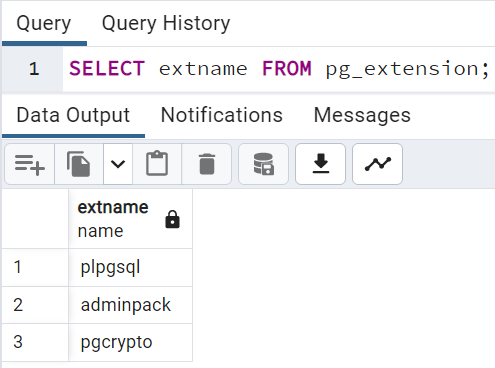 Query Query History
1 SELECT extname FROM pg_extension;
Data Output Notifications Messages
extname
name
1 plpgsql
2 adminpack
3 pgcrypto